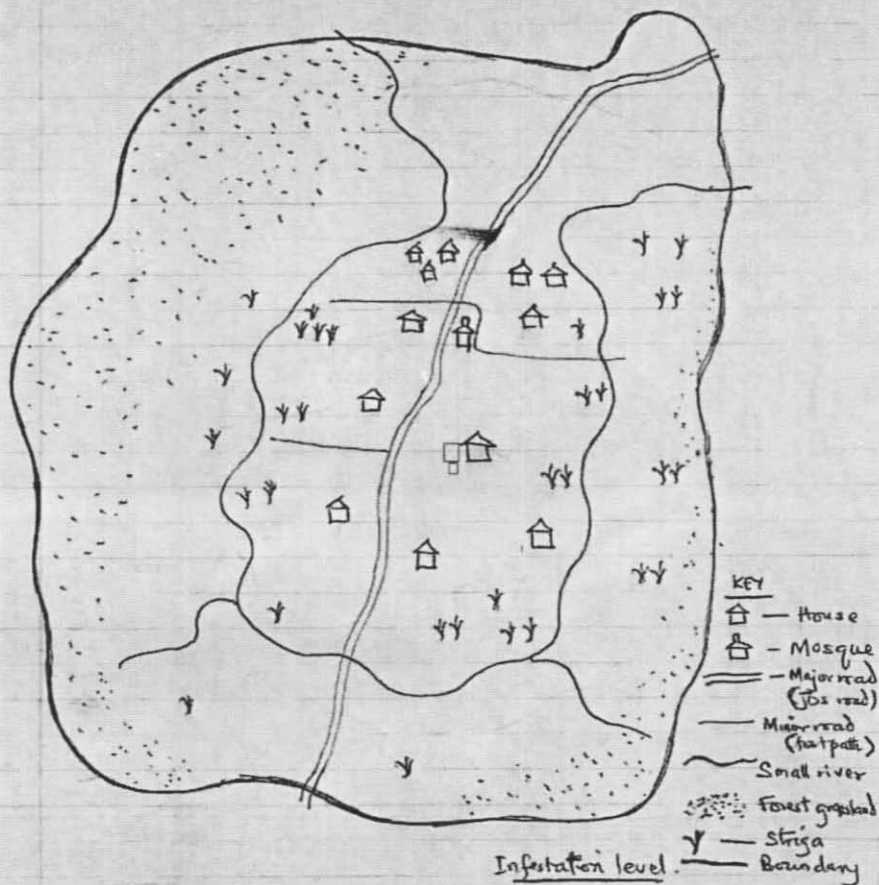 KEY
— House
- Mosque
- Major road
(Jos road)
Minor road
(footpath)
Small river
Forest grassland
— Striga
Boundary
Infestation level.